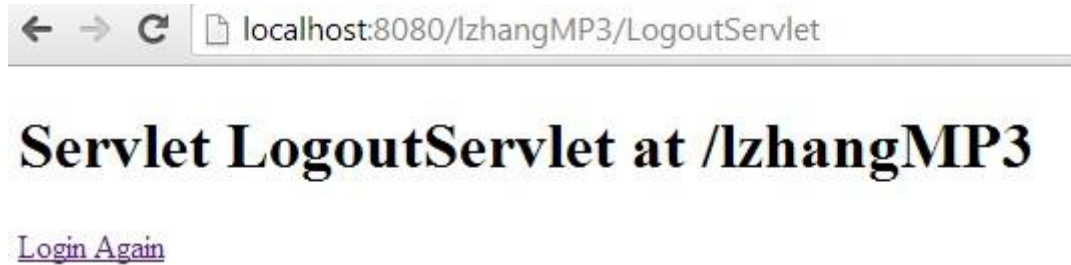 localhost:8080/lzhangMP3/LogoutServlet
Servlet LogoutServlet at /lzhangMP3
Login Again